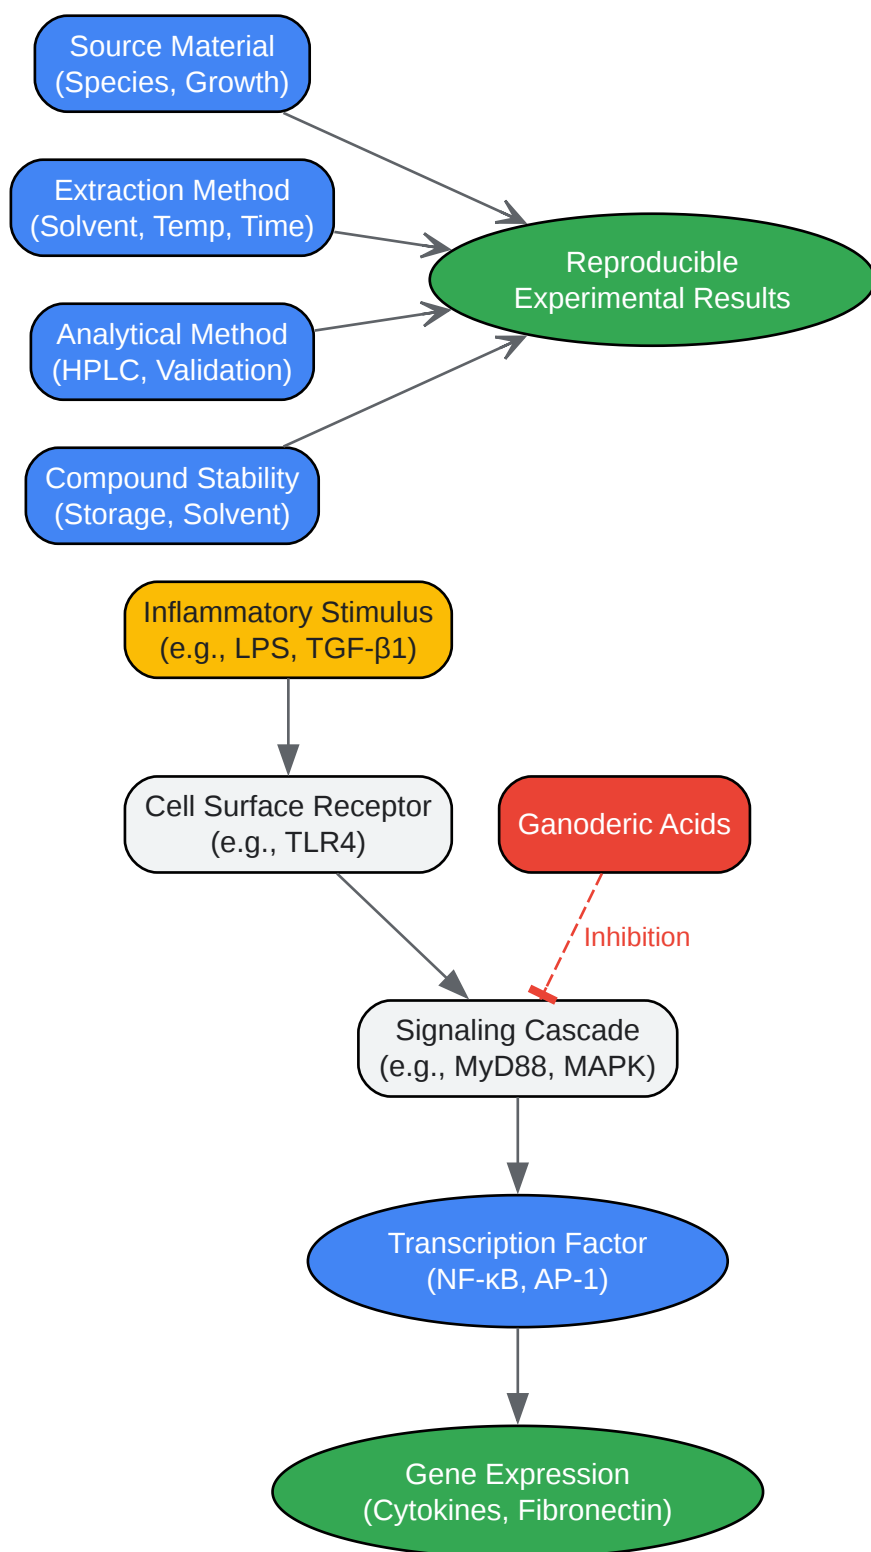 Source Material
(Species, Growth)
Extraction Method
(Solvent, Temp, Time)
Reproducible
Experimental Results
Analytical Method
(HPLC, Validation)
Compound Stability
(Storage, Solvent)
Inflammatory Stimulus
(e.g., LPS, TGF-β1)
Cell Surface Receptor
(e.g., TLR4)
Ganoderic Acids
Inhibition
Signaling Cascade
(e.g., MyD88, MAPK)
Transcription Factor
(NF-κB, AP-1)
Gene Expression
(Cytokines, Fibronectin)